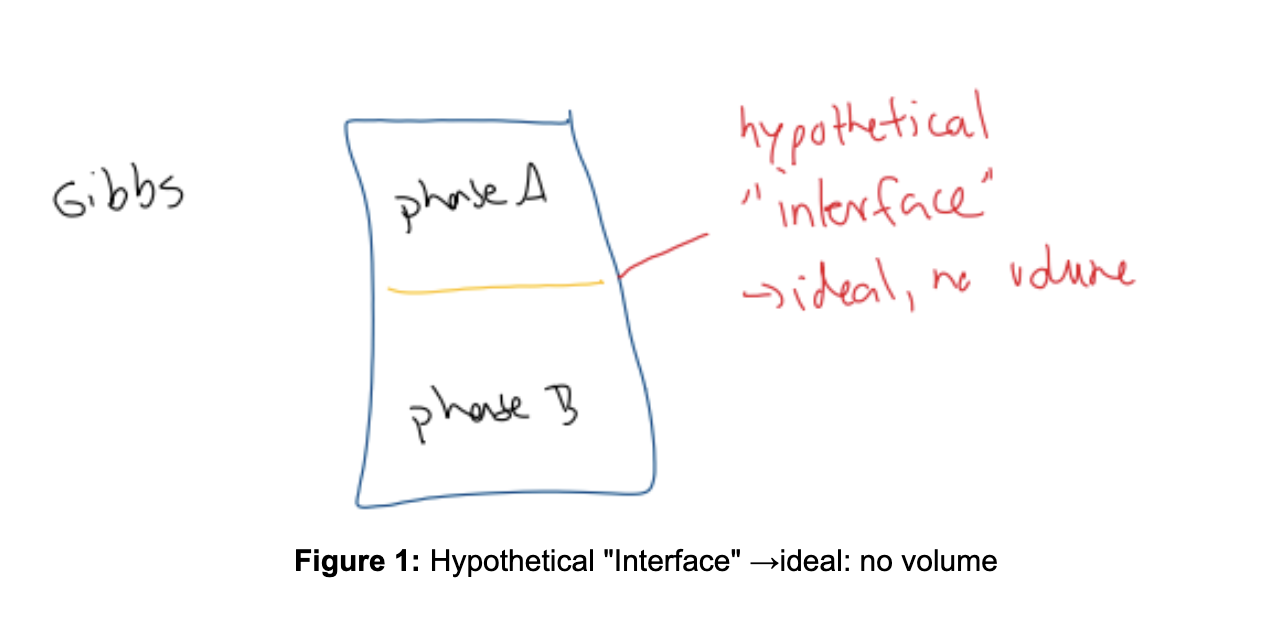 Gibbs
phase A
hypothetical
"interface"
→ideal, no volume
phase B
Figure 1: Hypothetical "Interface" →ideal: no volume